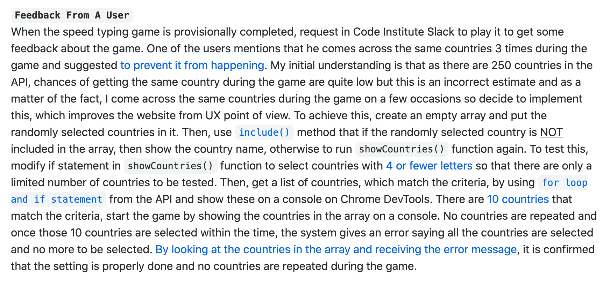 Feedback From A User
When the speed typing game is provisionally completed, request in Code Institute Slack to play it to get some
feedback about the game. One of the users mentions that he comes across the same countries 3 times during the
game and suggested to prevent it from happening. My initial understanding is that as there are 250 countries in the
API, chances of getting the same country during the game are quite low but this is an incorrect estimate and as a
matter of the fact, I come across the same countries during the game on a few occasions so decide to implement
this, which improves the website from UX point of view. To achieve this, create an empty array and put the
randomly selected countries in it. Then, use include() method that if the randomly selected country is NOT
included in the array, then show the country name, otherwise to run showCountries() function again. To test this,
modify if statement in showCountries() function to select countries with 4 or fewer letters so that there are only a
limited number of countries to be tested. Then, get a list of countries, which match the criteria, by using for loop
and if statement from the API and show these on a console on Chrome DevTools. There are 10 countries that
match the criteria, start the game by showing the countries in the array on a console. No countries are repeated and
once those 10 countries are selected within the time, the system gives an error saying all the countries are selected
and no more to be selected. By looking at the countries in the array and receiving the error message, it is confirmed
that the setting is properly done and no countries are repeated during the game.